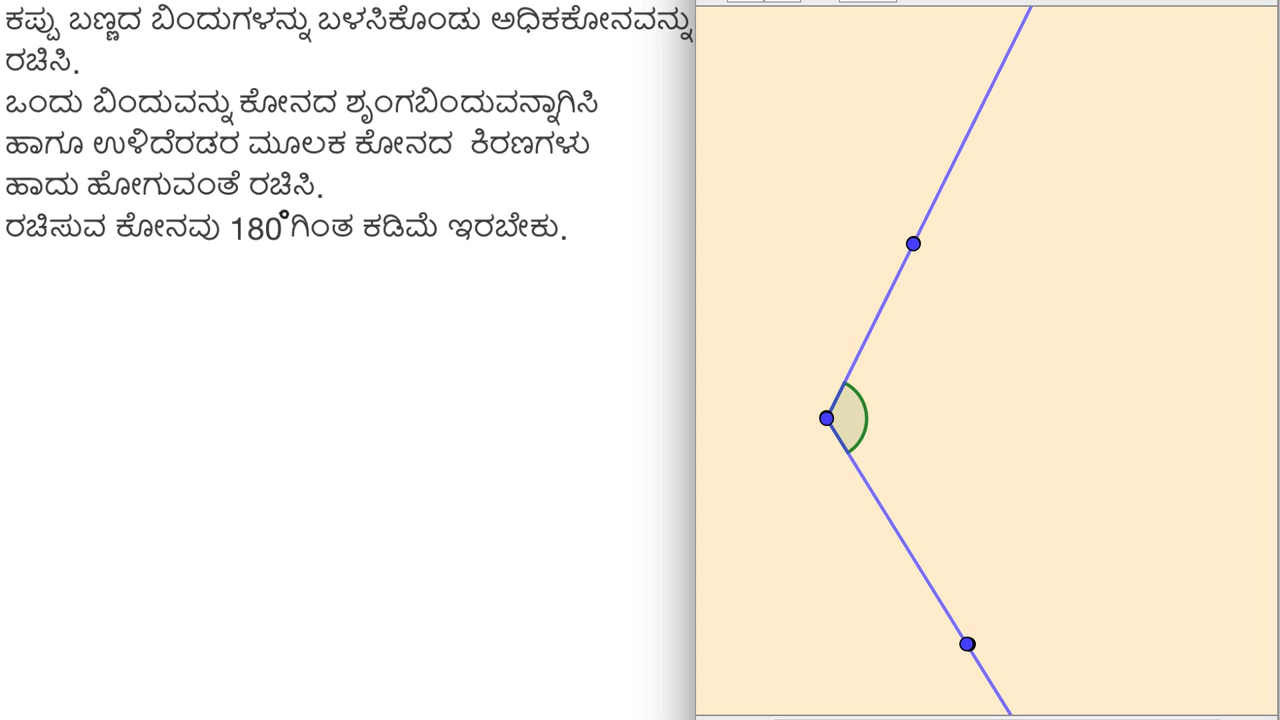 ಕಪ್ಪು ಬಣ್ಣದ ಬಿಂದುಗಳನ್ನು ಬಳಸಿಕೊಂಡು ಅಧಿಕಕೋನವನ್ನು
ರಚಿಸಿ.
ಒಂದು ಬಿಂದುವನ್ನು ಕೋನದ ಶೃಂಗಬಿಂದುವನ್ನಾಗಿಸಿ
ಹಾಗೂ ಉಳಿದೆರಡರ ಮೂಲಕ ಕೋನದ ಕಿರಣಗಳು
ಹಾದು ಹೋಗುವಂತೆ ರಚಿಸಿ.
ರಚಿಸುವ ಕೋನವು 180°ಗಿಂತ ಕಡಿಮೆ ಇರಬೇಕು.